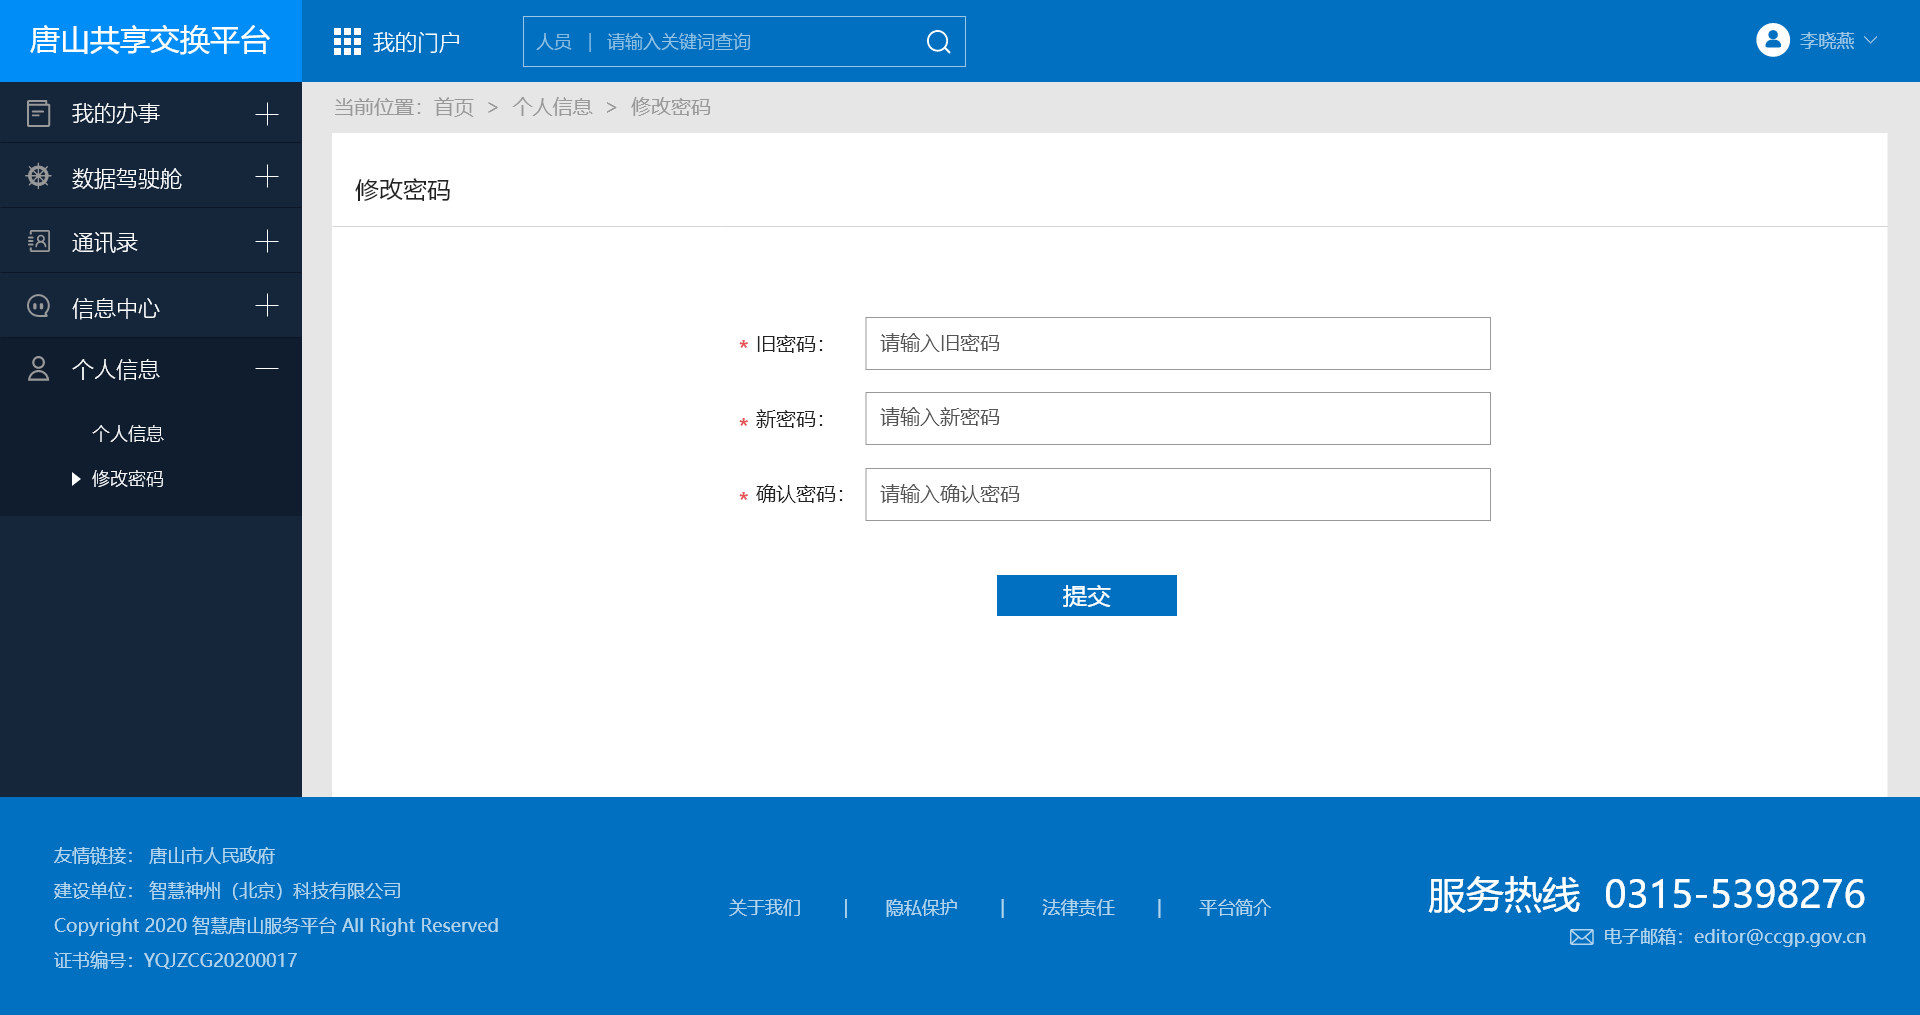 唐山共享交换平台
我的门户
人员 | 请输入关键词查询
李晓燕
我的办事
数据驾驶舱
通讯录
信息中心
个人信息
个人信息
修改密码
当前位置：首页 > 个人信息 > 修改密码
修改密码
* 旧密码： 请输入旧密码
* 新密码： 请输入新密码
* 确认密码： 请输入确认密码
提交
友情链接： 唐山市人民政府
建设单位： 智慧神州（北京）科技有限公司
Copyright 2020 智慧唐山服务平台 All Right Reserved
证书编号：YQJZCG20200017
关于我们 | 隐私保护 | 法律责任 | 平台简介
服务热线 0315-5398276
电子邮箱：editor@ccgp.gov.cn